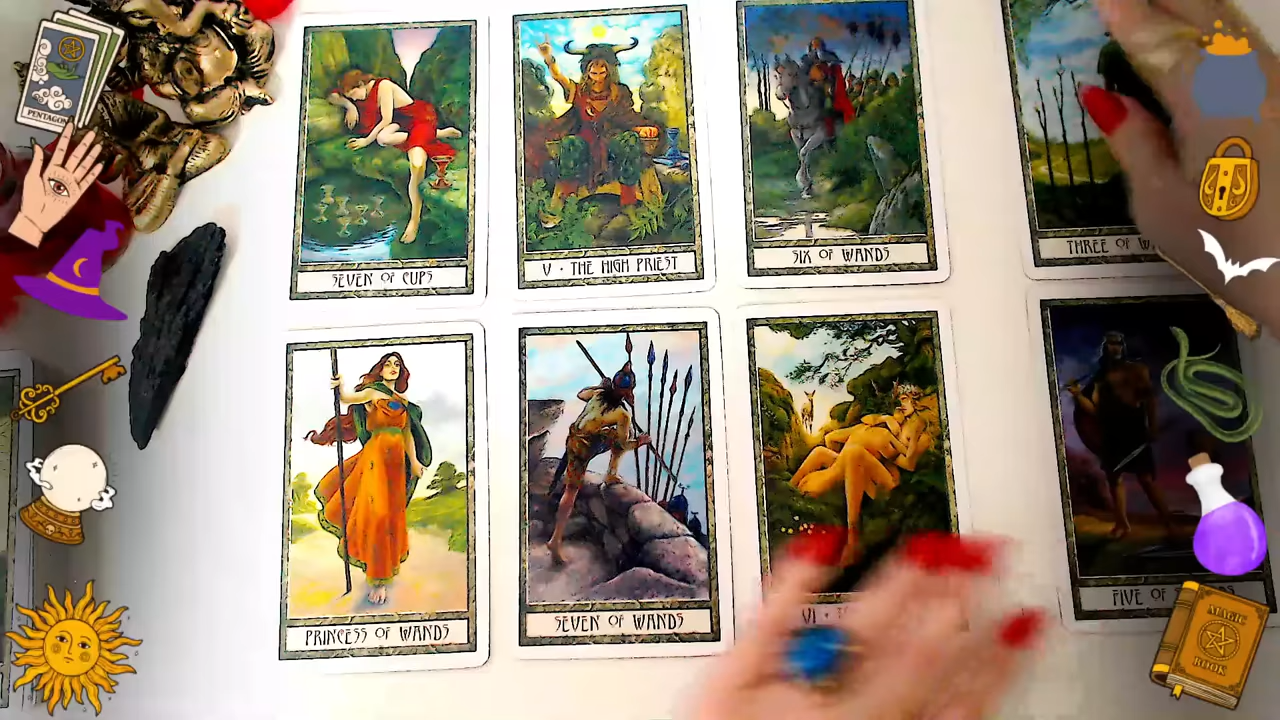 PENTAGON
SEVEN OF CUPS
V • THE HIGH PRIEST
SIX OF WANDS
THREE OF W
PRINCESS OF WANDS
SEVEN OF WANDS
VI •
FIVE OF
MAGIC
BOOK